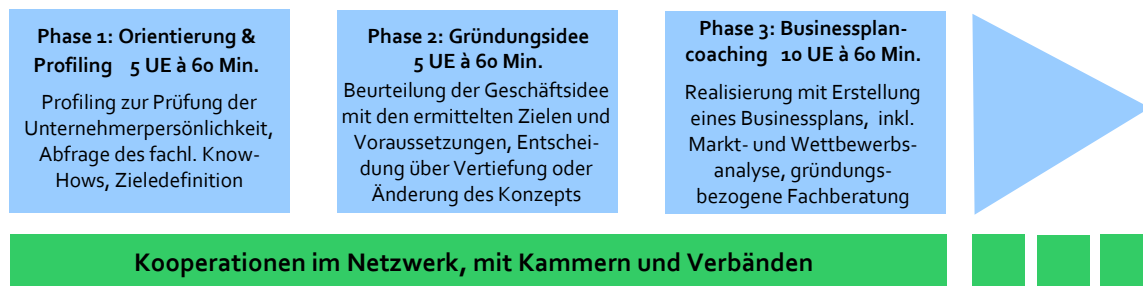 Phase 1: Orientierung &
Profiling 5 UE à 60 Min.
Profiling zur Prüfung der
Unternehmerpersönlichkeit,
Abfrage des fachl. Know-
Hows, Zieledefinition
Phase 2: Gründungsidee
5 UE à 60 Min.
Beurteilung der Geschäftsidee
mit den ermittelten Zielen und
Voraussetzungen, Entschei-
dung über Vertiefung oder
Änderung des Konzepts
Phase 3: Businessplan-
coaching 10 UE à 60 Min.
Realisierung mit Erstellung
eines Businessplans, inkl.
Markt- und Wettbewerbs-
analyse, gründungs-
bezogene Fachberatung
Kooperationen im Netzwerk, mit Kammern und Verbänden